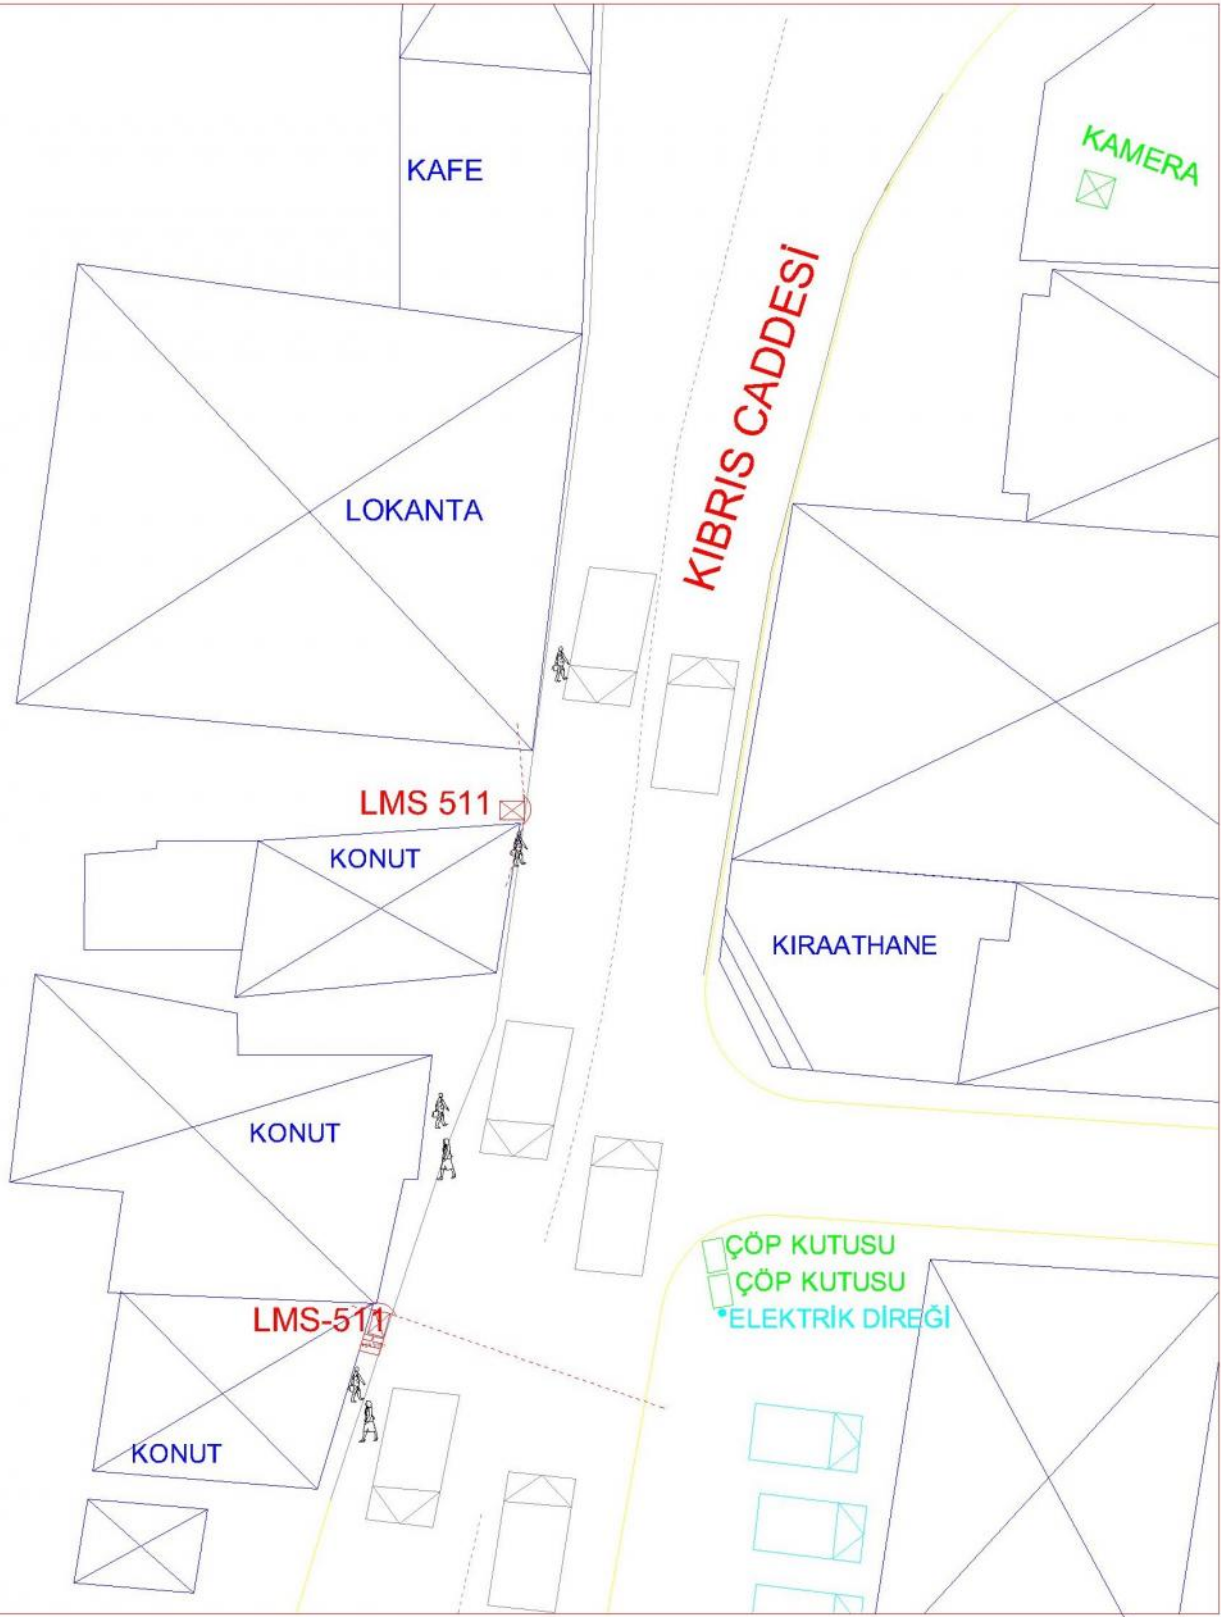 KAFE
KAMERA
KIBRIS CADDESİ
LOKANTA
LMS 511
KONUT
KIRAATHANE
KONUT
ÇÖP KUTUSU
ÇÖP KUTUSU
LMS-511
ELEKTRİK DİREĞİ
KONUT